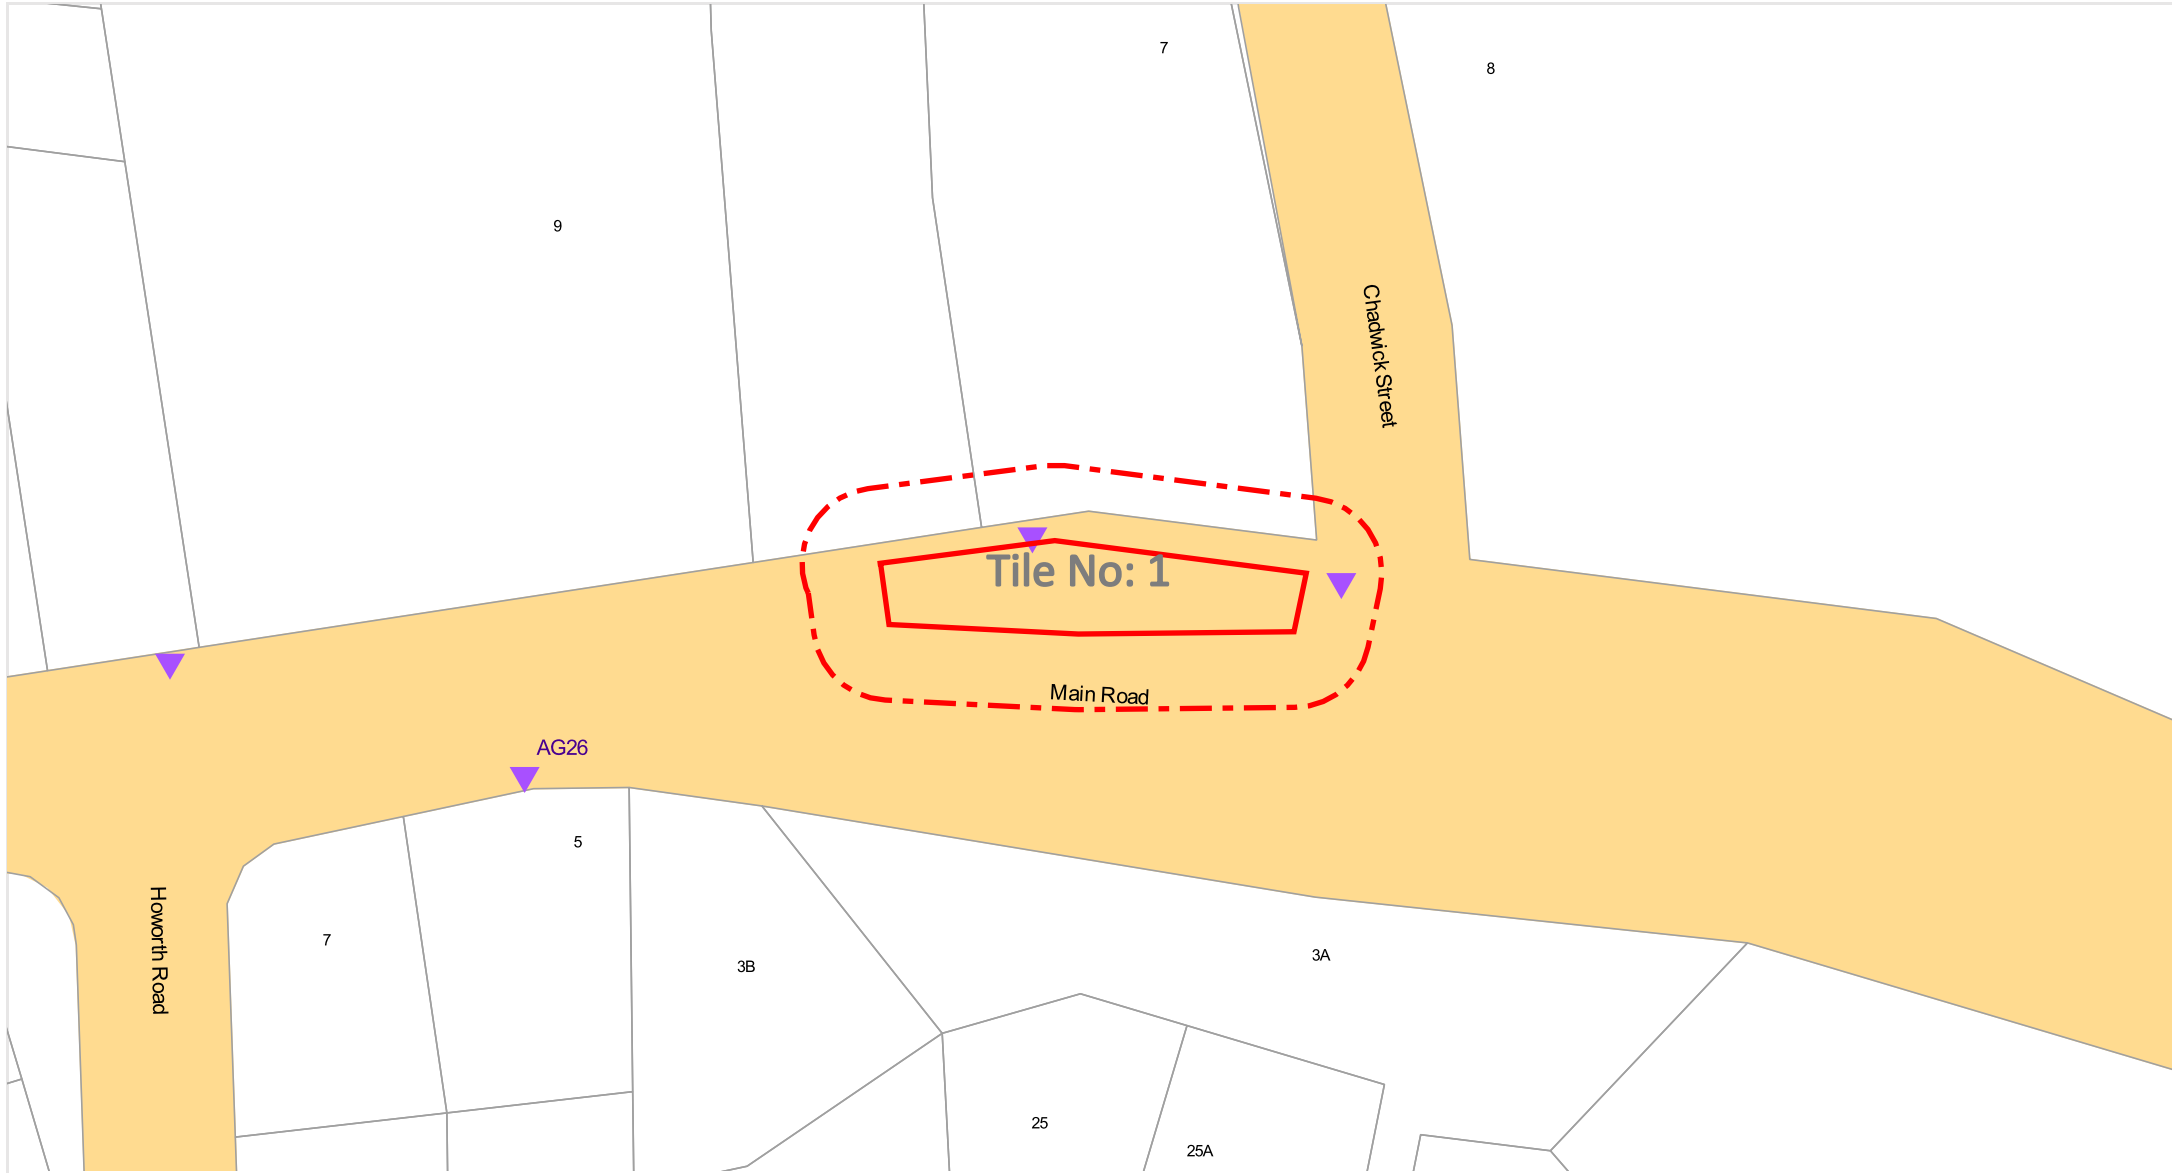 7
8
9
Chadwick Street
Tile No: 1
Main Road
AG26
5
Howorth Road
7
3B
3A
25
25A